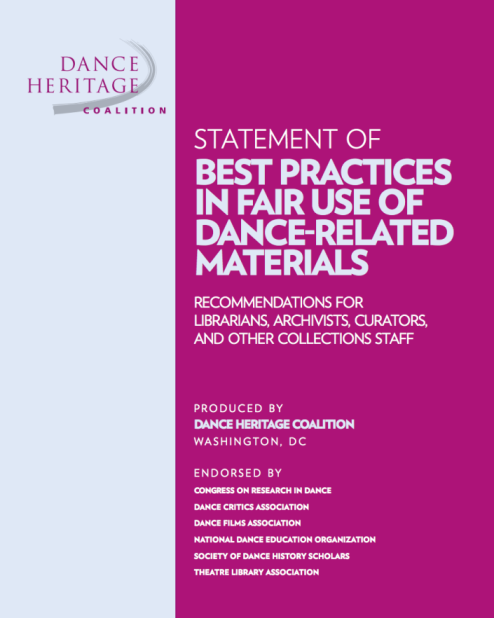 DANCE
HERITAGE
COALITION
STATEMENT OF
BEST PRACTICES
IN FAIR USE OF
DANCE-RELATED
MATERIALS
RECOMMENDATIONS FOR
LIBRARIANS, ARCHIVISTS, CURATORS,
AND OTHER COLLECTIONS STAFF
PRODUCED BY
DANCE HERITAGE COALITION
WASHINGTON, DC
ENDORSED BY
CONGRESS ON RESEARCH IN DANCE
DANCE CRITICS ASSOCIATION
DANCE FILMS ASSOCIATION
NATIONAL DANCE EDUCATION ORGANIZATION
SOCIETY OF DANCE HISTORY SCHOLARS
THEATRE LIBRARY ASSOCIATION